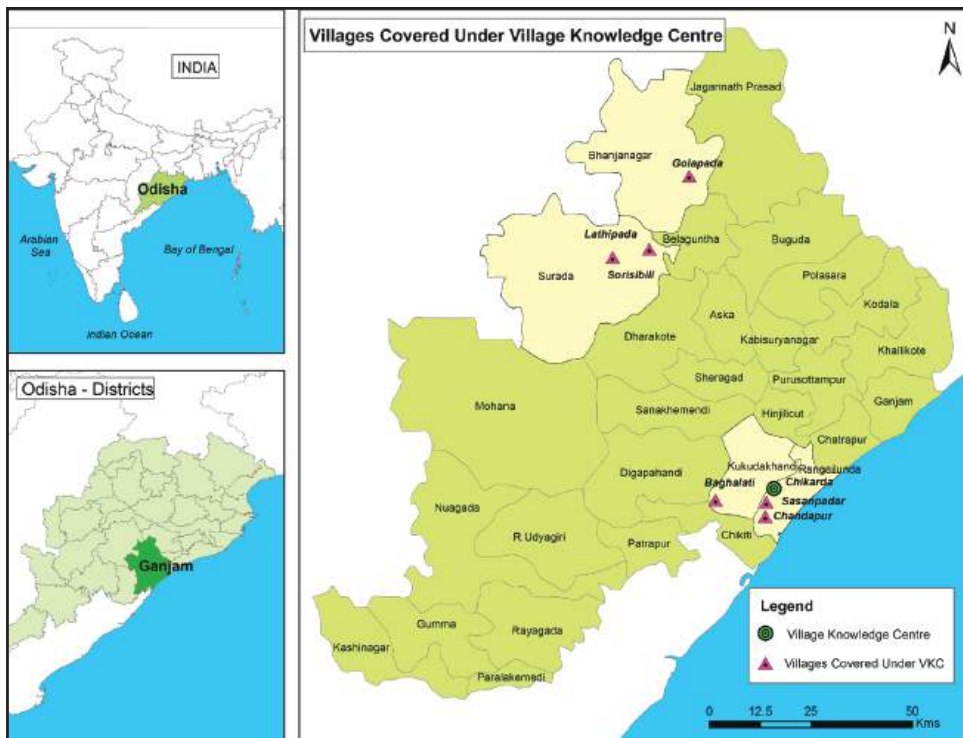 INDIA
Odisha
Arabian
Sea
Bay of Bengal
Indian Ocean
Odisha - Districts
Ganjam
Villages Covered Under Village Knowledge Centre
N
Jagannath Prasad
Bhanjanagar
Golapada
Lathipada
Belaguntha
Buguda
Surada
Sorisibili
Polasara
Kodala
Aska
Dharakote
Kabisuryanagar
Khallikote
Sheragad
Purusottampur
Mohana
Ganjam
Sanakhemendi
Hinjilicut
Chatrapur
Digapahandi
Kukudakhand
Rangeilunda
Baghalati
Chikarda
Nuagada
Sasanpadar
Chandapur
R.Udyagiri
Patrapur
Chikiti
Gumma
Rayagada
Kashinagar
Paralakemedi
Legend
Village Knowledge Centre
Villages Covered Under VKC
0 12.5 25 50
Kms